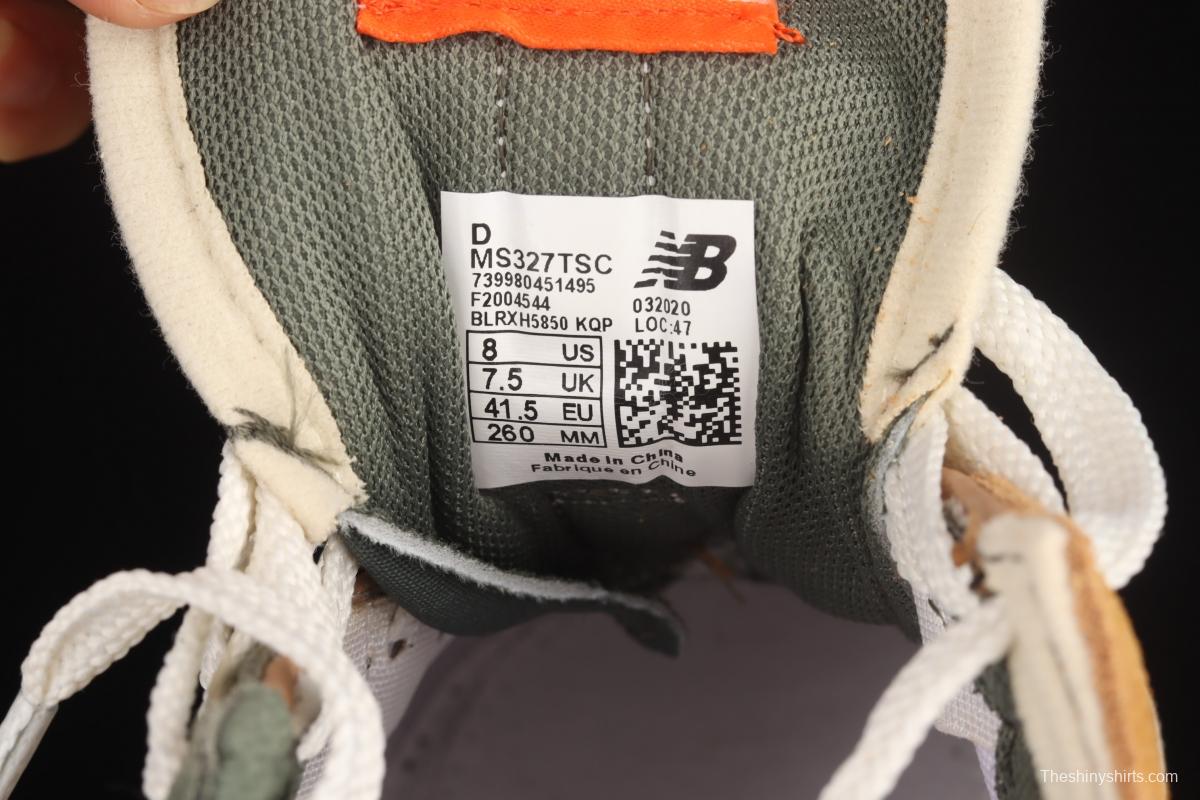 D
MS327TSC
739980451495
F2004544
BLRXH5850 KQP
NB
032020
LOC:47
8 US
7.5 UK
41.5 EU
260 MM
Made in China
Fabrique en Chine
Theshinyshirts.com